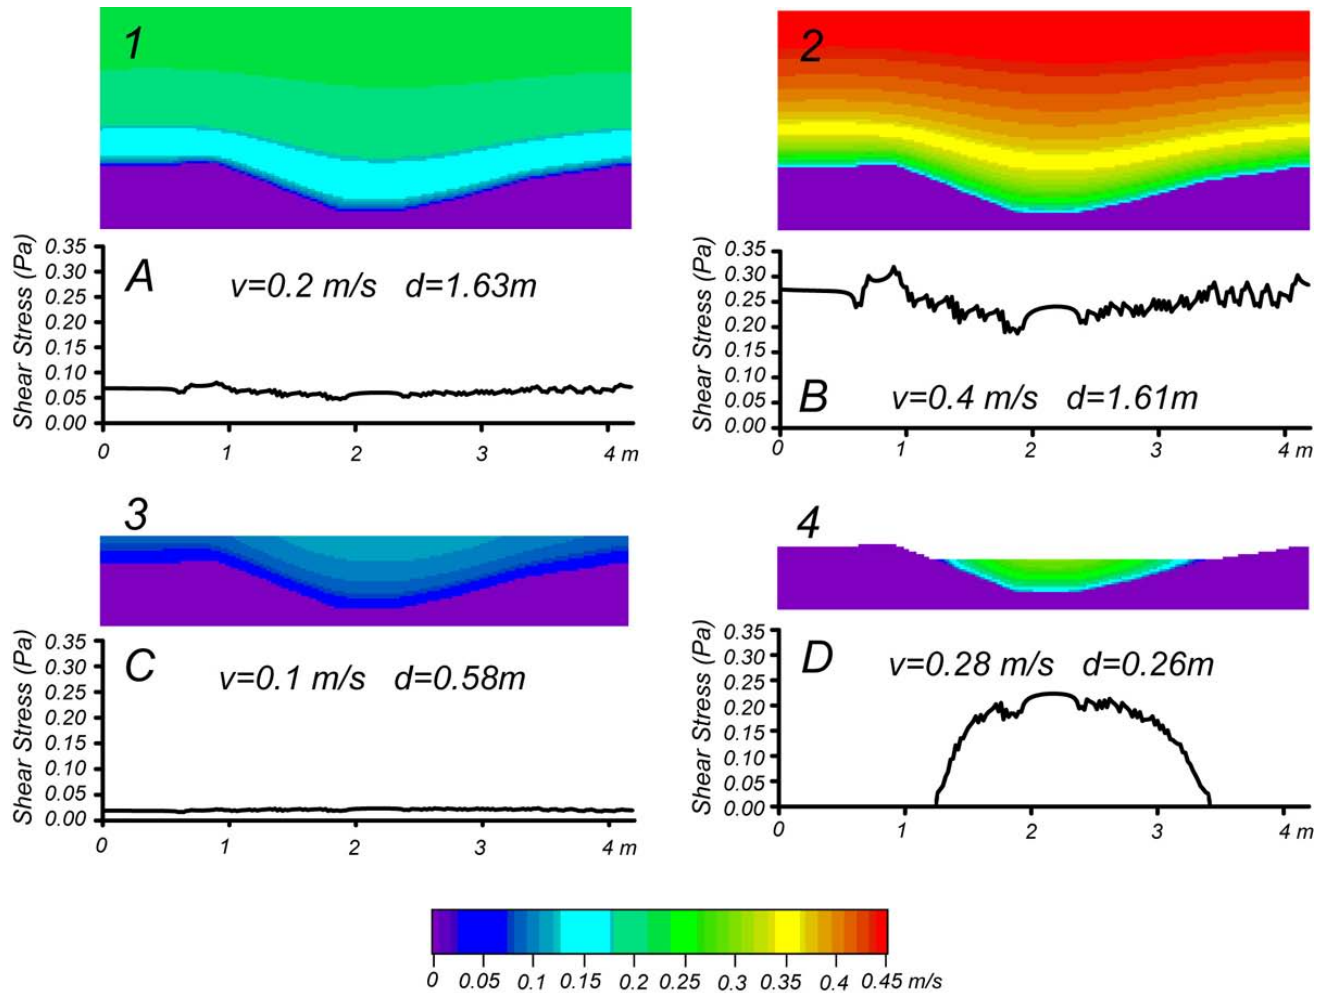 1
2
Shear Stress (Pa)
0.35
0.30
0.25
0.20
0.15
0.10
0.05
0.00
A
v=0.2 m/s d=1.63m
0 1 2 3 4 m
Shear Stress (Pa)
0.35
0.30
0.25
0.20
0.15
0.10
0.05
0.00
B
v=0.4 m/s d=1.61m
0 1 2 3 4 m
3
4
Shear Stress (Pa)
0.35
0.30
0.25
0.20
0.15
0.10
0.05
0.00
C
v=0.1 m/s d=0.58m
0 1 2 3 4 m
Shear Stress (Pa)
0.35
0.30
0.25
0.20
0.15
0.10
0.05
0.00
D
v=0.28 m/s d=0.26m
0 1 2 3 4 m
0 0.05 0.1 0.15 0.2 0.25 0.3 0.35 0.4 0.45 m/s